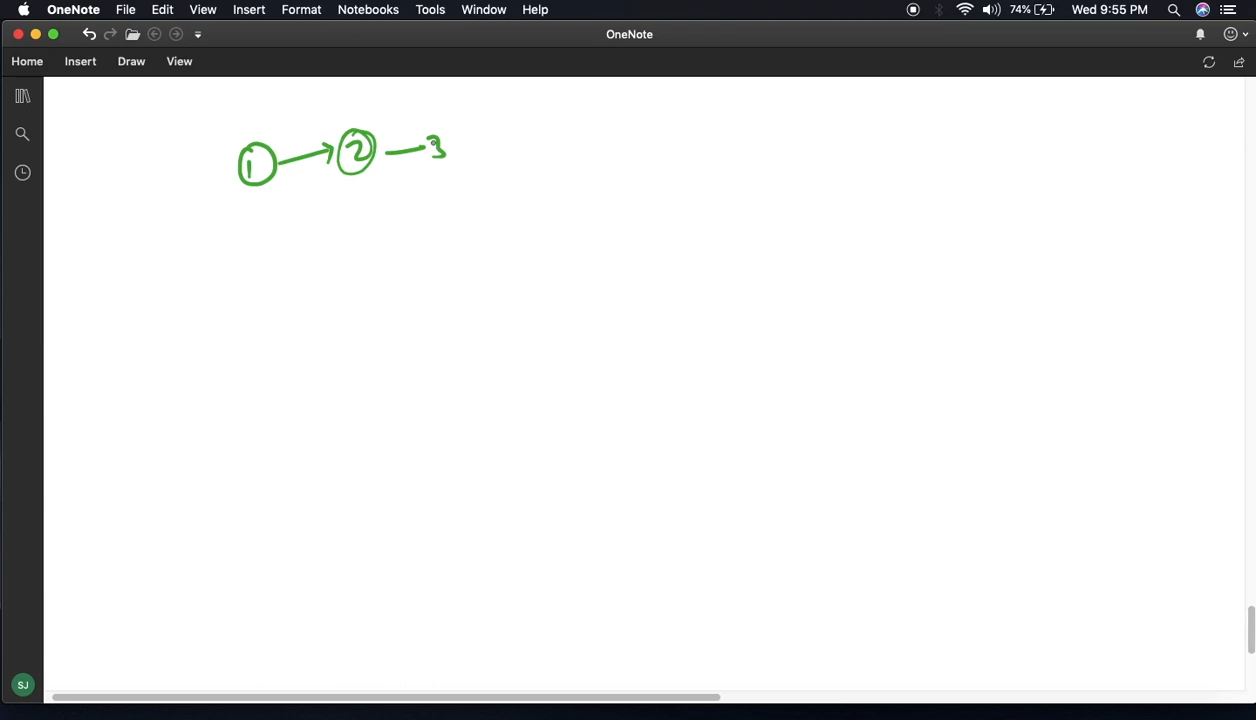 OneNote File Edit View Insert Format Notebooks Tools Window Help 74% Wed 9:55 PM
OneNote
Home Insert Draw View
1 → 2 — 3
SJ